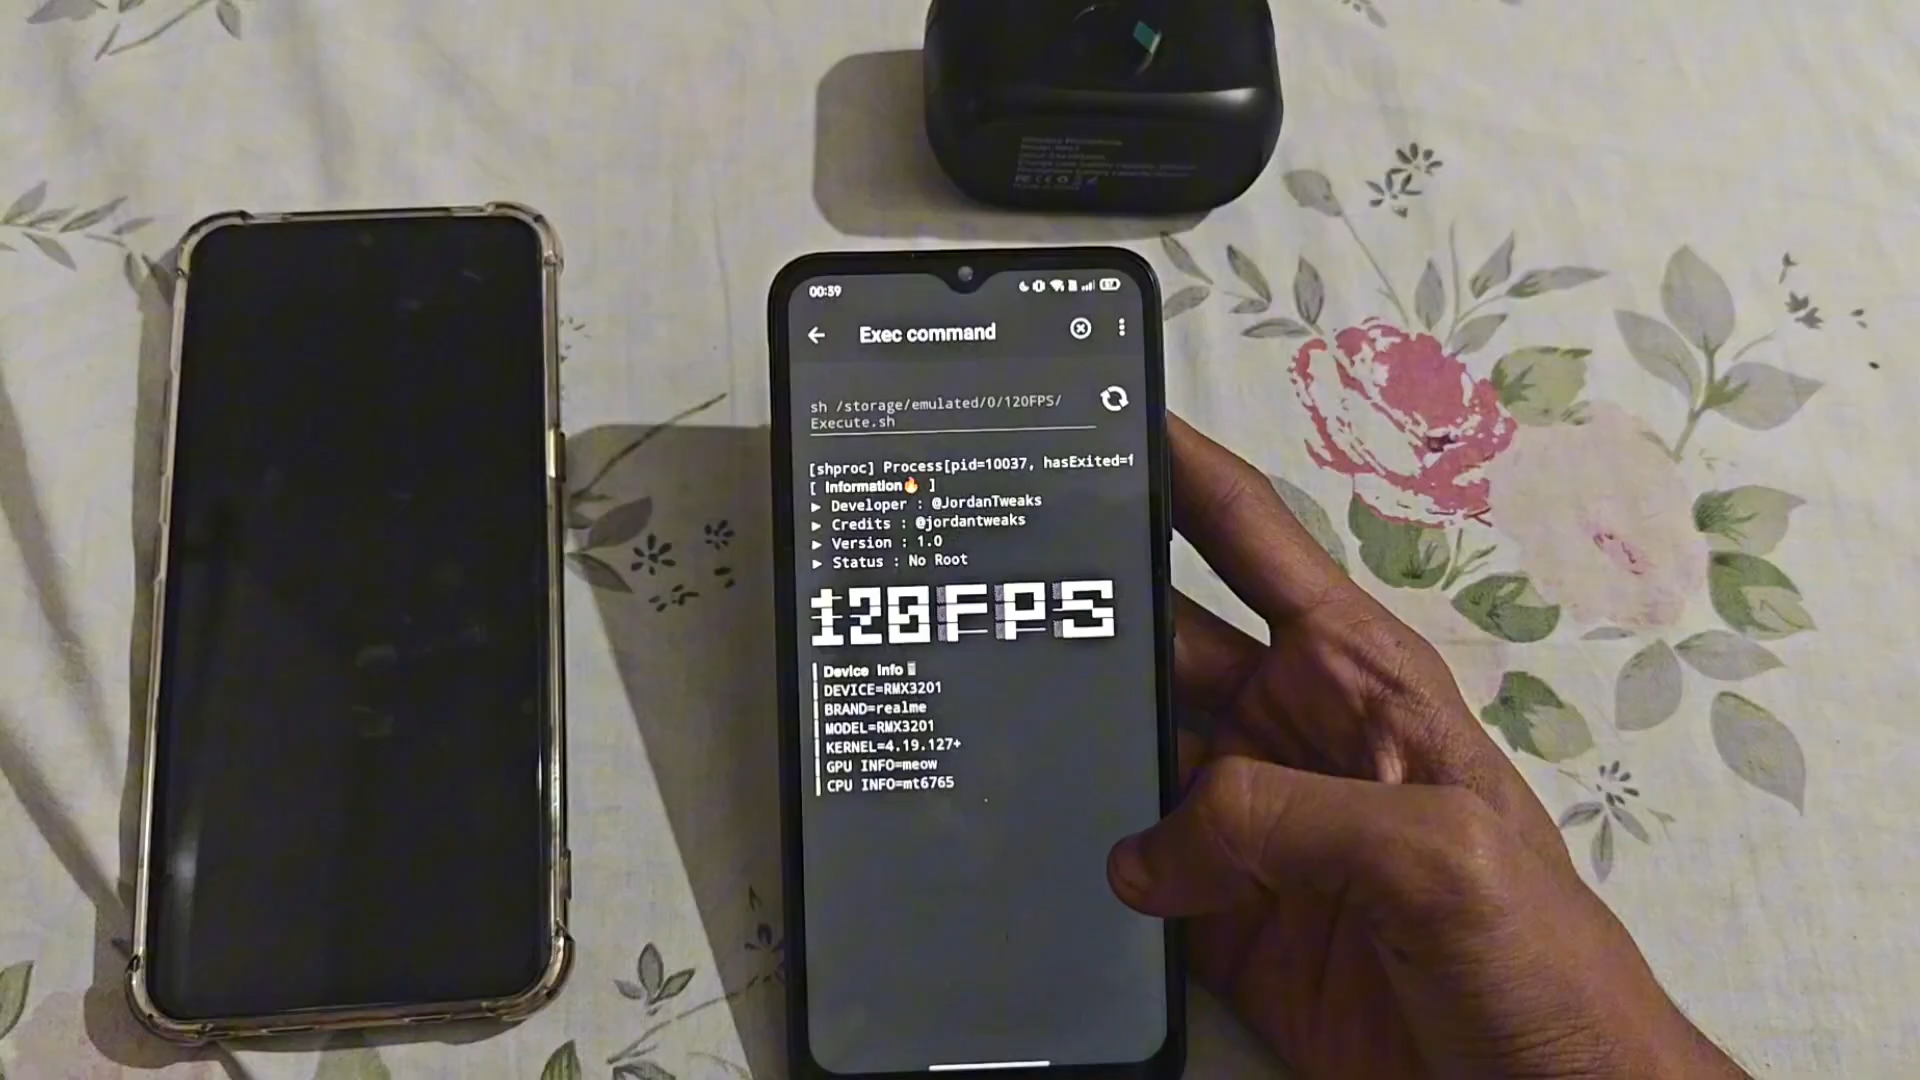 00:39
Exec command
sh /storage/emulated/0/120FPS/
Execute.sh
[shproc] Process[pid=10037, hasExited=f
[ Information🔥 ]
▶ Developer : @JordanTweaks
▶ Credits : @jordantweaks
▶ Version : 1.0
▶ Status : No Root
120FPS
Device Info
DEVICE=RMX3201
BRAND=realme
MODEL=RMX3201
KERNEL=4.19.127+
GPU INFO=meow
CPU INFO=mt6765